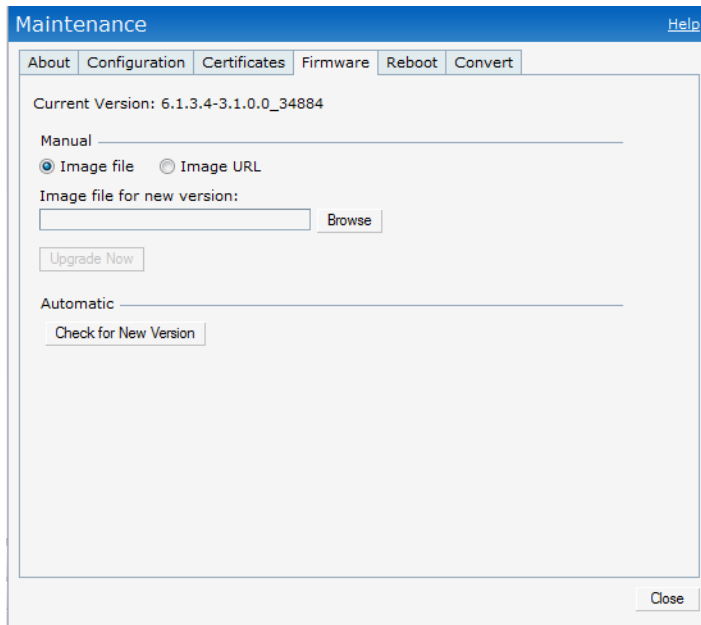 Maintenance Help
About Configuration Certificates Firmware Reboot Convert
Current Version: 6.1.3.4-3.1.0.0_34884
Manual
Image file Image URL
Image file for new version:
Browse
Upgrade Now
Automatic
Check for New Version
Close